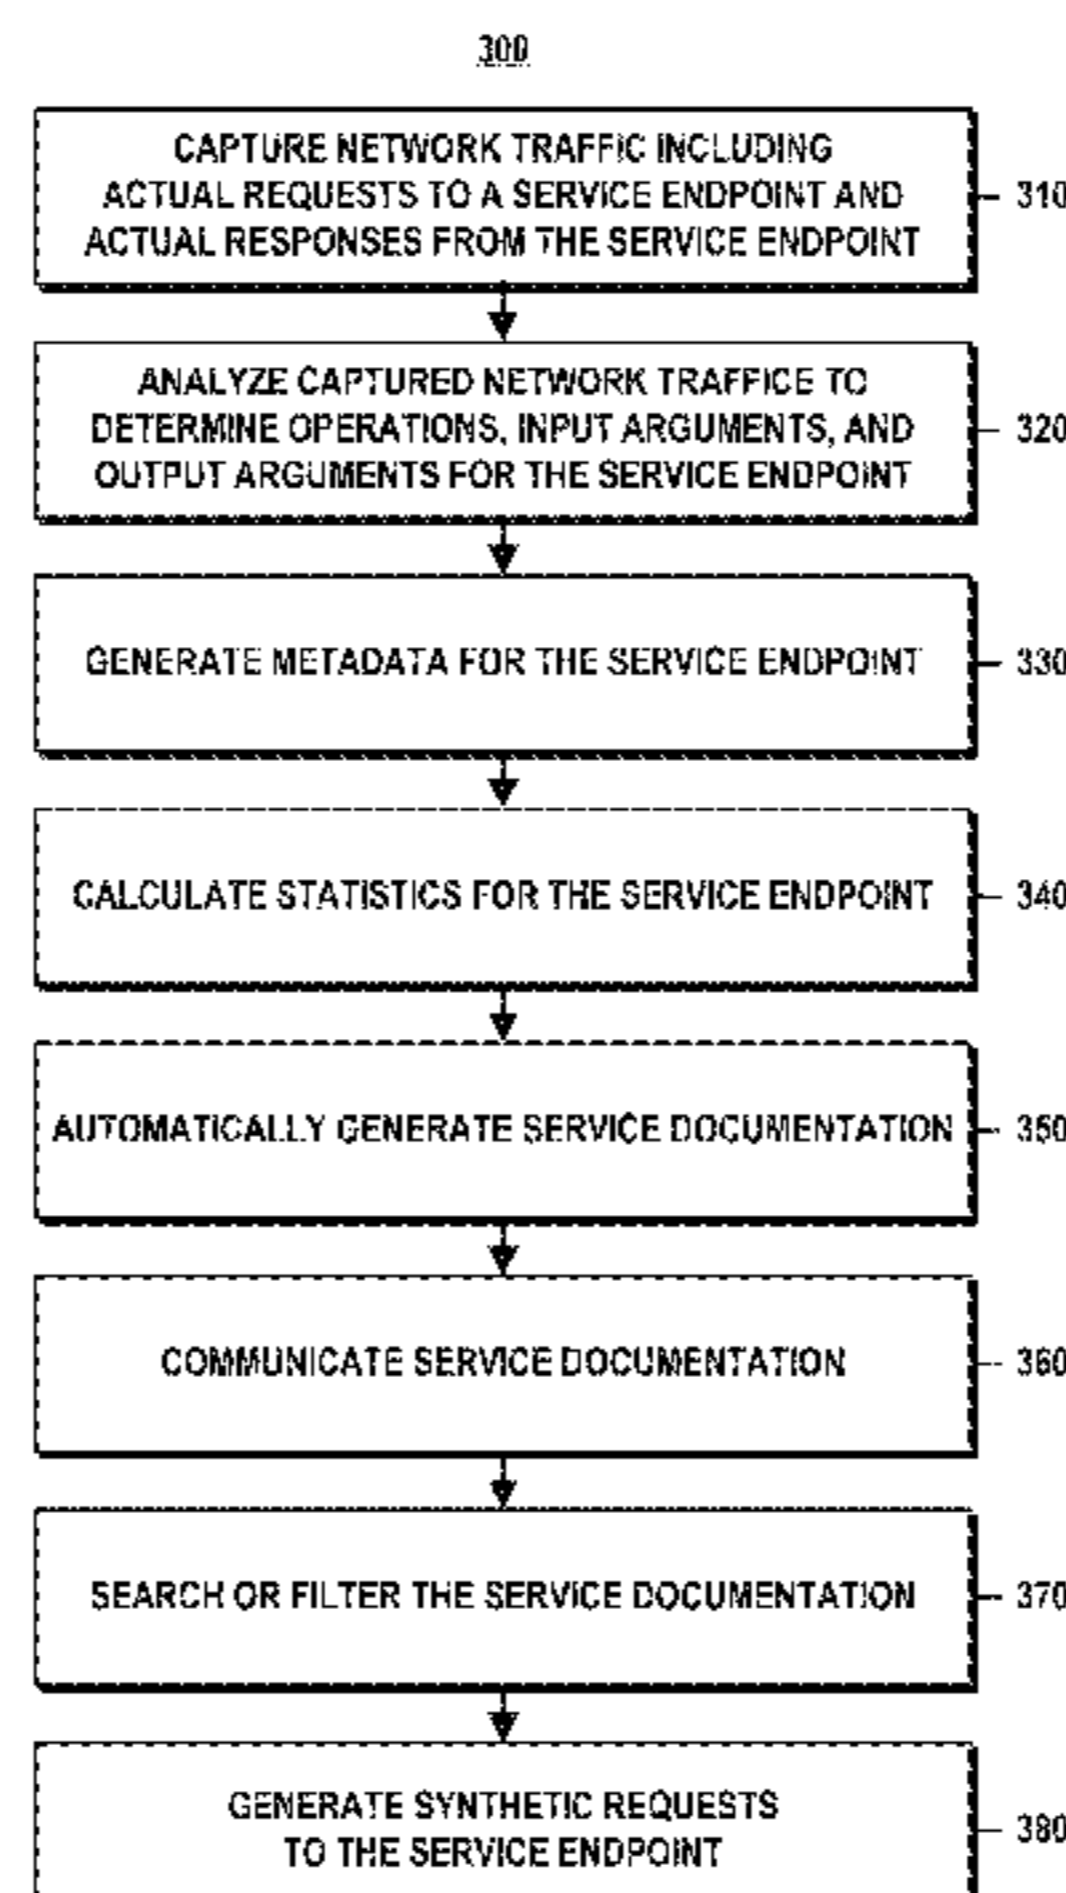 300
CAPTURE NETWORK TRAFFIC INCLUDING
ACTUAL REQUESTS TO A SERVICE ENDPOINT AND
ACTUAL RESPONSES FROM THE SERVICE ENDPOINT
310
ANALYZE CAPTURED NETWORK TRAFFICE TO
DETERMINE OPERATIONS, INPUT ARGUMENTS, AND
OUTPUT ARGUMENTS FOR THE SERVICE ENDPOINT
320
GENERATE METADATA FOR THE SERVICE ENDPOINT
330
CALCULATE STATISTICS FOR THE SERVICE ENDPOINT
340
AUTOMATICALLY GENERATE SERVICE DOCUMENTATION
350
COMMUNICATE SERVICE DOCUMENTATION
360
SEARCH OR FILTER THE SERVICE DOCUMENTATION
370
GENERATE SYNTHETIC REQUESTS
TO THE SERVICE ENDPOINT
380